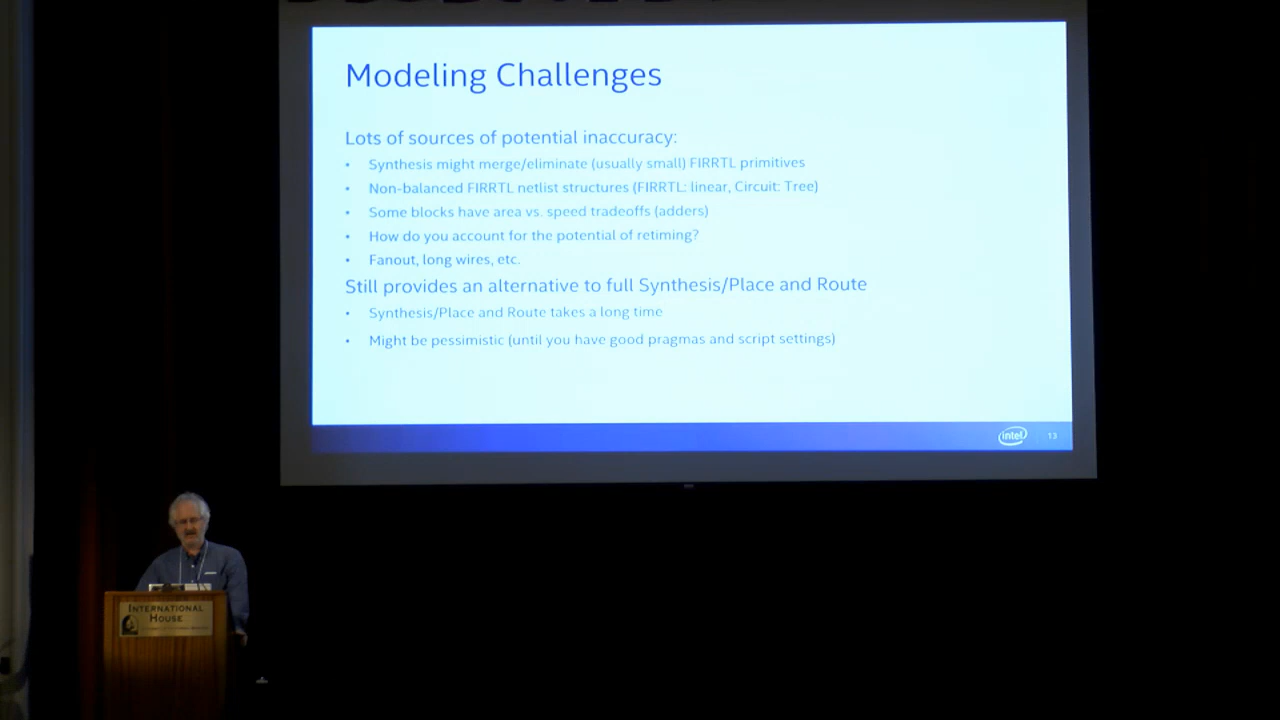 Modeling Challenges
Lots of sources of potential inaccuracy:
• Synthesis might merge/eliminate (usually small) FIRRTL primitives
• Non-balanced FIRRTL netlist structures (FIRRTL: linear, Circuit: Tree)
• Some blocks have area vs. speed tradeoffs (adders)
• How do you account for the potential of retiming?
• Fanout, long wires, etc.
Still provides an alternative to full Synthesis/Place and Route
• Synthesis/Place and Route takes a long time
• Might be pessimistic (until you have good pragmas and script settings)
intel
13
INTERNATIONAL
HOUSE